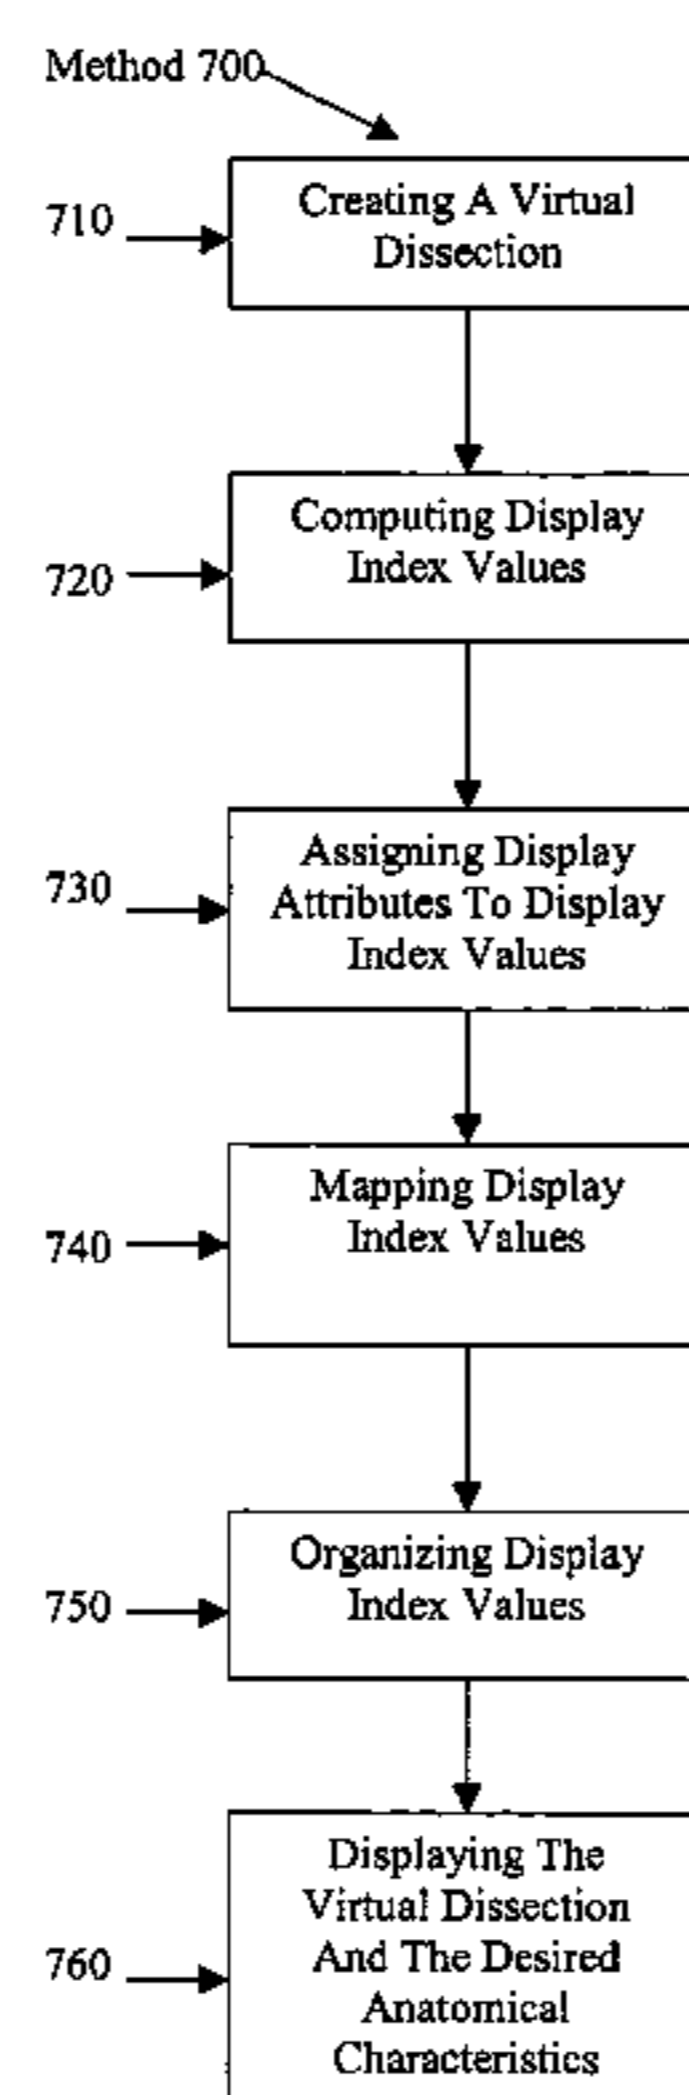 Method 700
710
Creating A Virtual
Dissection
720
Computing Display
Index Values
730
Assigning Display
Attributes To Display
Index Values
740
Mapping Display
Index Values
750
Organizing Display
Index Values
760
Displaying The
Virtual Dissection
And The Desired
Anatomical
Characteristics